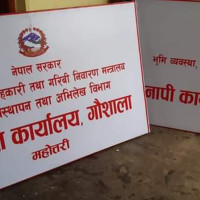 नेपाल सरकार
हकारी तथा गरिबी निवारण मन्त्रालय
स्थापन तथा अभिलेख विभाग
कार्यालय, गौशाला
महोत्तरी
भूमि व्यवस्था,
नापी का